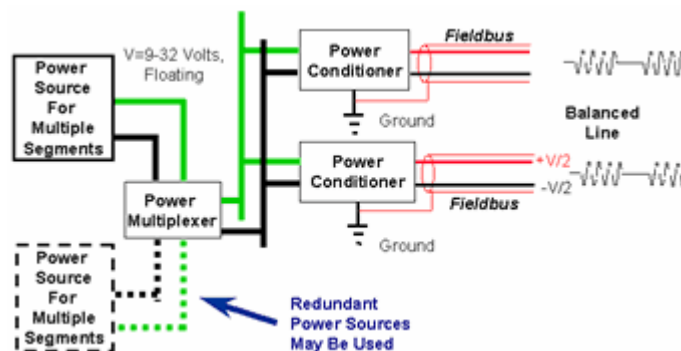 V=9-32 Volts,
Floating
Power
Source
For
Multiple
Segments
Power
Conditioner
Fieldbus
Ground
Balanced
Line
Power
Conditioner
+V/2
-V/2
Fieldbus
Ground
Power
Multiplexer
Power
Source
For
Multiple
Segments
Redundant
Power Sources
May Be Used